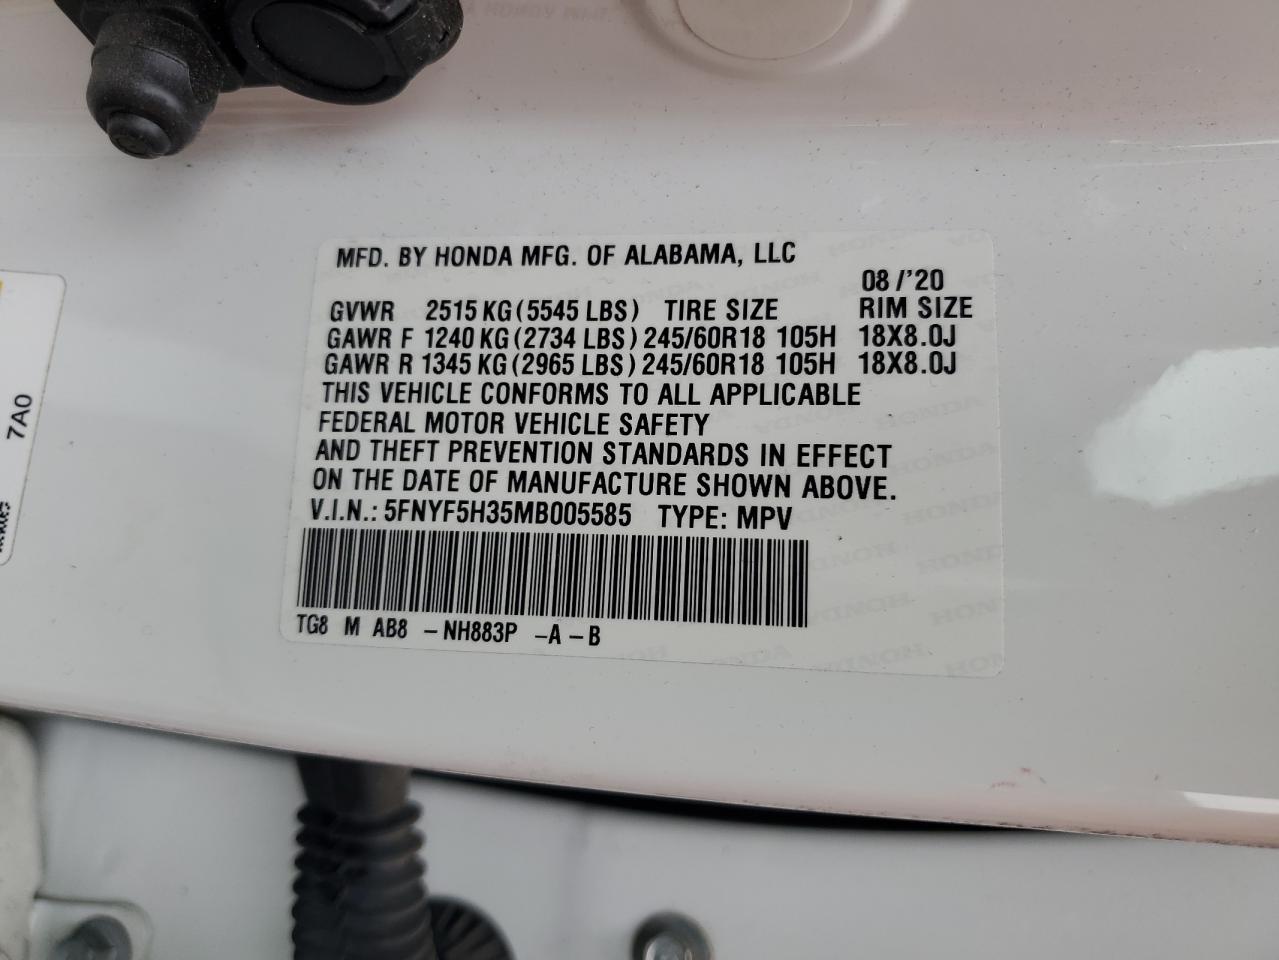 MFD. BY HONDA MFG. OF ALABAMA, LLC
08 /'20
GVWR 2515 KG (5545 LBS) TIRE SIZE RIM SIZE
GAWR F 1240 KG (2734 LBS) 245/60R18 105H 18X8.0J
GAWR R 1345 KG (2965 LBS) 245/60R18 105H 18X8.0J
THIS VEHICLE CONFORMS TO ALL APPLICABLE
FEDERAL MOTOR VEHICLE SAFETY
AND THEFT PREVENTION STANDARDS IN EFFECT
ON THE DATE OF MANUFACTURE SHOWN ABOVE.
V.I.N.: 5FNYF5H35MB005585 TYPE: MPV
TG8 M AB8 -NH883P -A -B
7A0